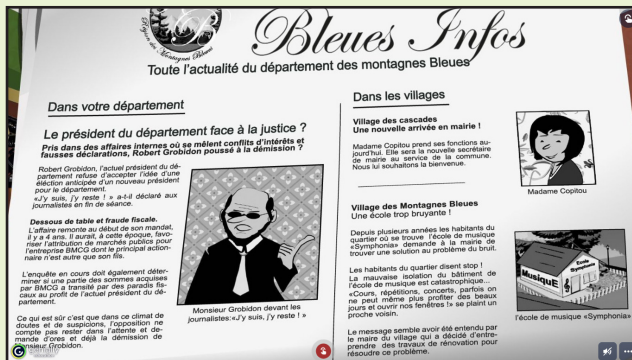 Région des Montagnes Bleues
Bleues Infos
Toute l'actualité du département des montagnes Bleues
Dans votre département
Le président du département face à la justice ?
Pris dans des affaires internes où se mêlent conflits d'intérêts et
fausses déclarations, Robert Grobidon poussé à la démission ?
Robert Grobidon, l'actuel président du dé-
partement refuse d'accepter l'idée d'une
éléction anticipée d'un nouveau président
pour le département.
«J'y suis, j'y reste ! » a-t-il déclaré aux
journalistes en fin de séance.
Dessous de table et fraude fiscale.
L'affaire remonte au début de son mandat,
il y a 4 ans. Il aurait, à cette époque, favo-
riser l'attribution de marchés publics pour
l'entreprise BMCG dont le principal action-
naire n'est autre que son fils.
L'enquête en cours doit également déter-
miner si une partie des sommes acquises
par BMCG a transité par des paradis fis-
caux au profit de l'actuel président du dé-
partement.
Ce qui est sûr c'est que dans ce climat de
doutes et de suspicions, l'opposition ne
compte pas rester dans l'attente et de-
mande d'ores et déjà la démission de
Monsieur Grobidon.
Monsieur Grobidon devant les
journalistes:«J'y suis, j'y reste ! »
Dans les villages
Village des cascades
Une nouvelle arrivée en mairie !
Madame Copitou prend ses fonctions au-
jourd'hui. Elle sera la nouvelle secrétaire
de mairie au service de la commune.
Nous lui souhaitons la bienvenue.
Madame Copitou
Village des Montagnes Bleues
Une école trop bruyante !
Depuis plusieurs années les habitants du
quartier où se trouve l'école de musique
«Symphonia» demande à la mairie de
trouver une solution au problème du bruit.
Les habitants du quartier disent stop !
La mauvaise isolation du bâtiment de
l'école de musique est catastrophique...
«Cours, répétitions, concerts, parfois on
ne peut même plus profiter des beaux
jours et ouvrir nos fenêtres !» se plaint un
proche voisin.
Le message semble avoir été entendu par
le maire du village qui a décidé d'entre-
prendre des travaux de rénovation pour
résoudre ce problème.
Ecole
Symphonia
MusiquE
l'école de musique «Symphonia»